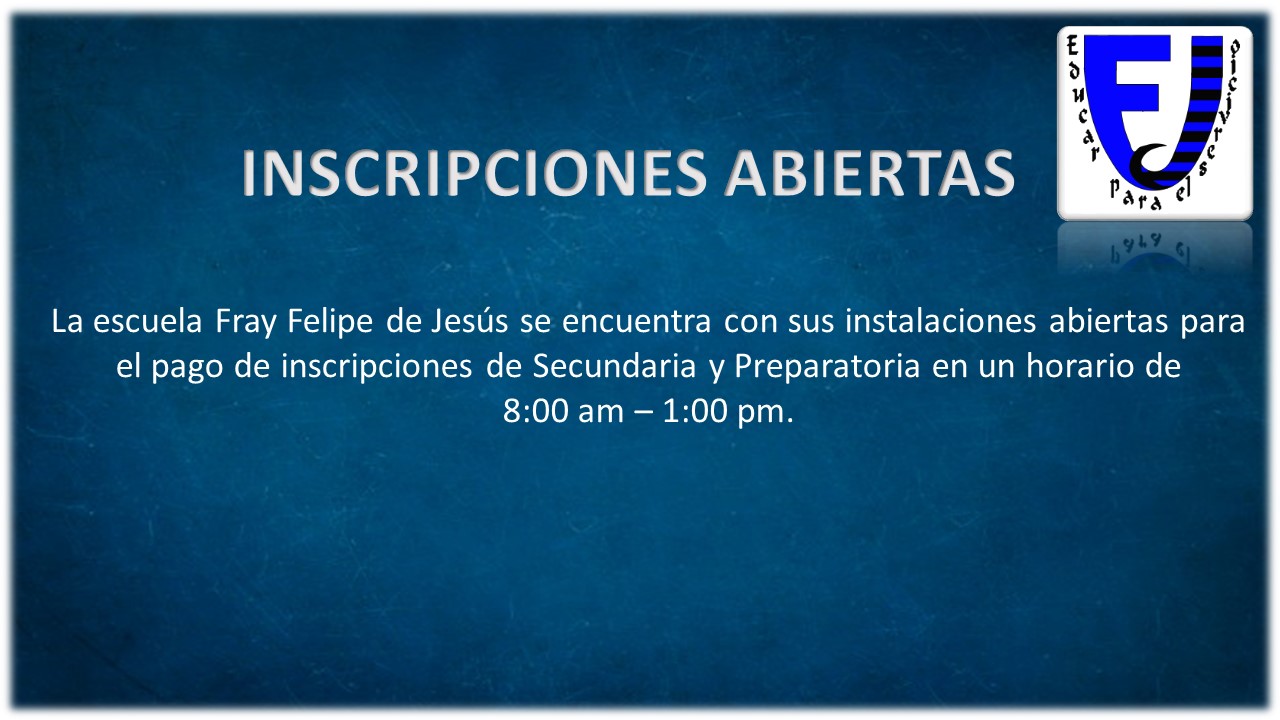 INSCRIPCIONES ABIERTAS
Educar para el servicio
FJ
La escuela Fray Felipe de Jesús se encuentra con sus instalaciones abiertas para
el pago de inscripciones de Secundaria y Preparatoria en un horario de
8:00 am – 1:00 pm.